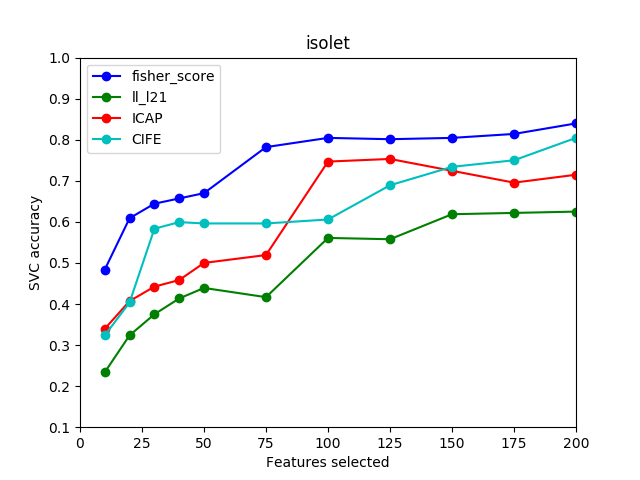 isolet
1.0
0.9
0.8
0.7
0.6
0.5
0.4
0.3
0.2
0.1
SVC accuracy
fisher_score
ll_l21
ICAP
CIFE
0 25 50 75 100 125 150 175 200
Features selected